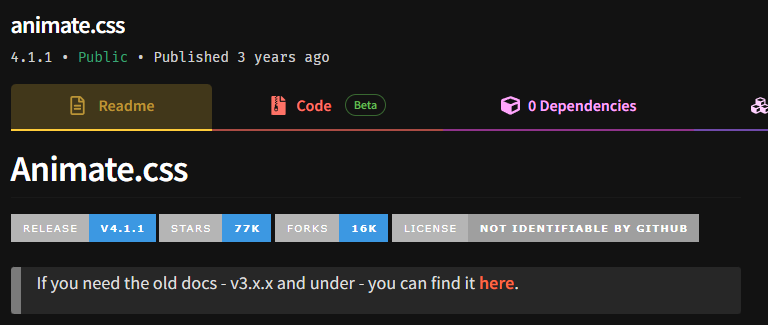 animate.css
4.1.1 • Public • Published 3 years ago
Readme Code Beta 0 Dependencies
Animate.css
RELEASE V4.1.1 STARS 77K FORKS 16K LICENSE NOT IDENTIFIABLE BY GITHUB
If you need the old docs - v3.x.x and under - you can find it here.